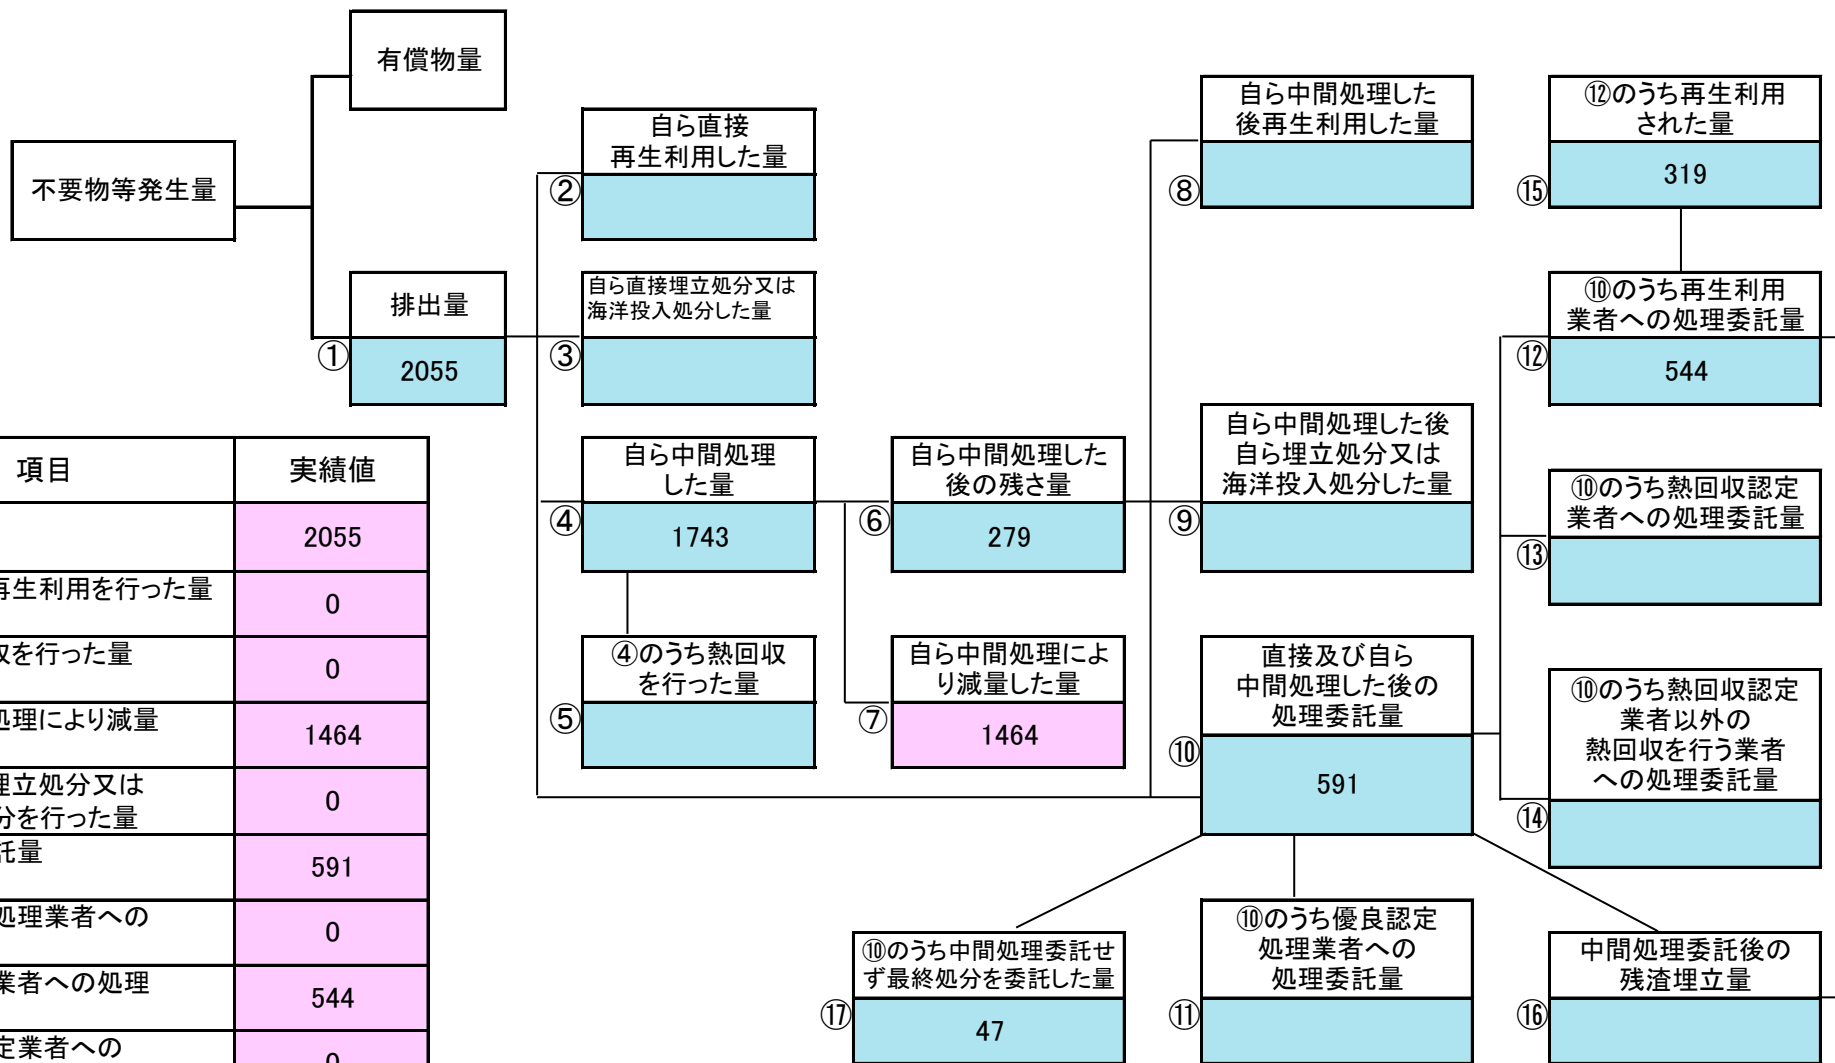 有償物量
不要物等発生量
排出量
①
2055
自ら直接
再生利用した量
②
自ら直接埋立処分又は
海洋投入処分した量
③
自ら中間処理
した量
④
1743
④のうち熱回収
を行った量
⑤
自ら中間処理した
後の残さ量
⑥
279
自ら中間処理によ
り減量した量
⑦
1464
自ら中間処理した
後再生利用した量
⑧
自ら中間処理した後
自ら埋立処分又は
海洋投入処分した量
⑨
直接及び自ら
中間処理した後の
処理委託量
⑩
591
⑫のうち再生利用
された量
⑮
319
⑩のうち再生利用
業者への処理委託量
⑫
544
⑩のうち熱回収認定
業者への処理委託量
⑬
⑩のうち熱回収認定
業者以外の
熱回収を行う業者
への処理委託量
⑭
⑩のうち中間処理委託せ
ず最終処分を委託した量
⑰
47
⑩のうち優良認定
処理業者への
処理委託量
⑪
中間処理委託後の
残渣埋立量
⑯
項目 実績値
2055
再生利用を行った量
0
を行った量
0
処理により減量
1464
埋立処分又は
分を行った量
0
託量
591
処理業者への
0
業者への処理
544
定業者への
0